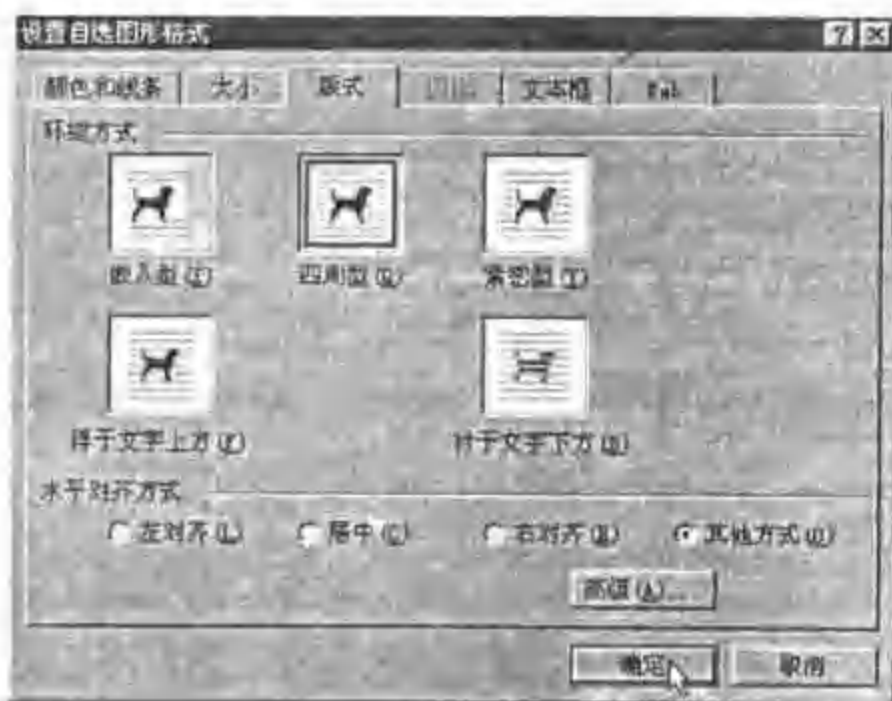 设置自选图形格式
颜色和线条 大小 版式 图片 文本框 Web
环绕方式
嵌入型(I) 四周型(Q) 紧密型(T)
浮于文字上方(F) 衬于文字下方(B)
水平对齐方式
左对齐(L) 居中(C) 右对齐(R) 其他方式(O)
高级(A)...
确定 取消